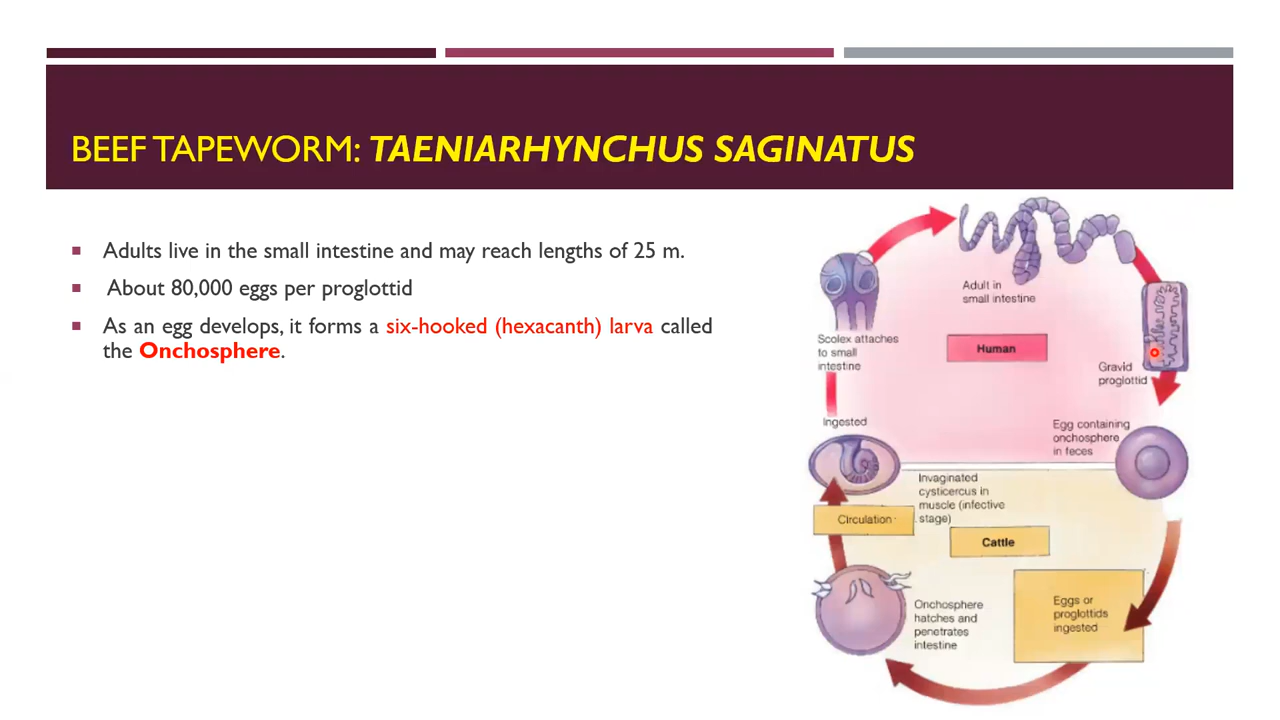 BEEF TAPEWORM: TAENIARHYNCHUS SAGINATUS
Adults live in the small intestine and may reach lengths of 25 m.
About 80,000 eggs per proglottid
As an egg develops, it forms a six-hooked (hexacanth) larva called
the Onchosphere.
Adult in
small intestine
Scolex attaches
to small
intestine
Human
Gravid
proglottid
Ingested
Egg containing
onchosphere
in feces
Invaginated
cysticercus in
muscle (infective
stage)
Circulation
Cattle
Onchosphere
hatches and
penetrates
intestine
Eggs or
proglottids
ingested